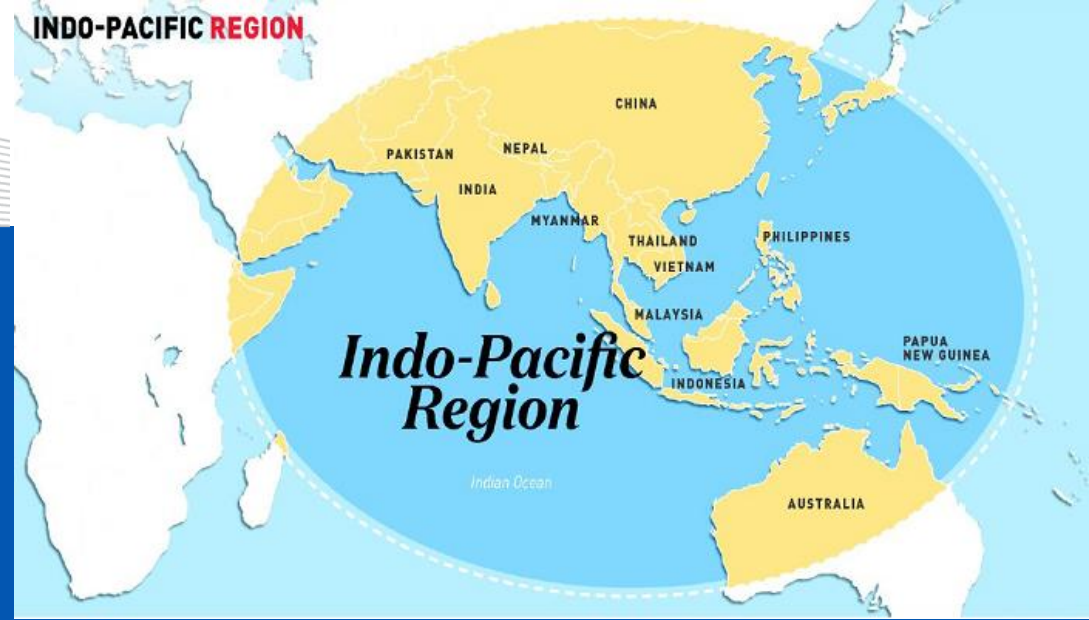 INDO-PACIFIC REGION
CHINA
NEPAL
PAKISTAN
INDIA
MYANMAR
PHILIPPINES
THAILAND
VIETNAM
MALAYSIA
Indo-Pacific
Region
PAPUA
NEW GUINEA
INDONESIA
Indian Ocean
AUSTRALIA